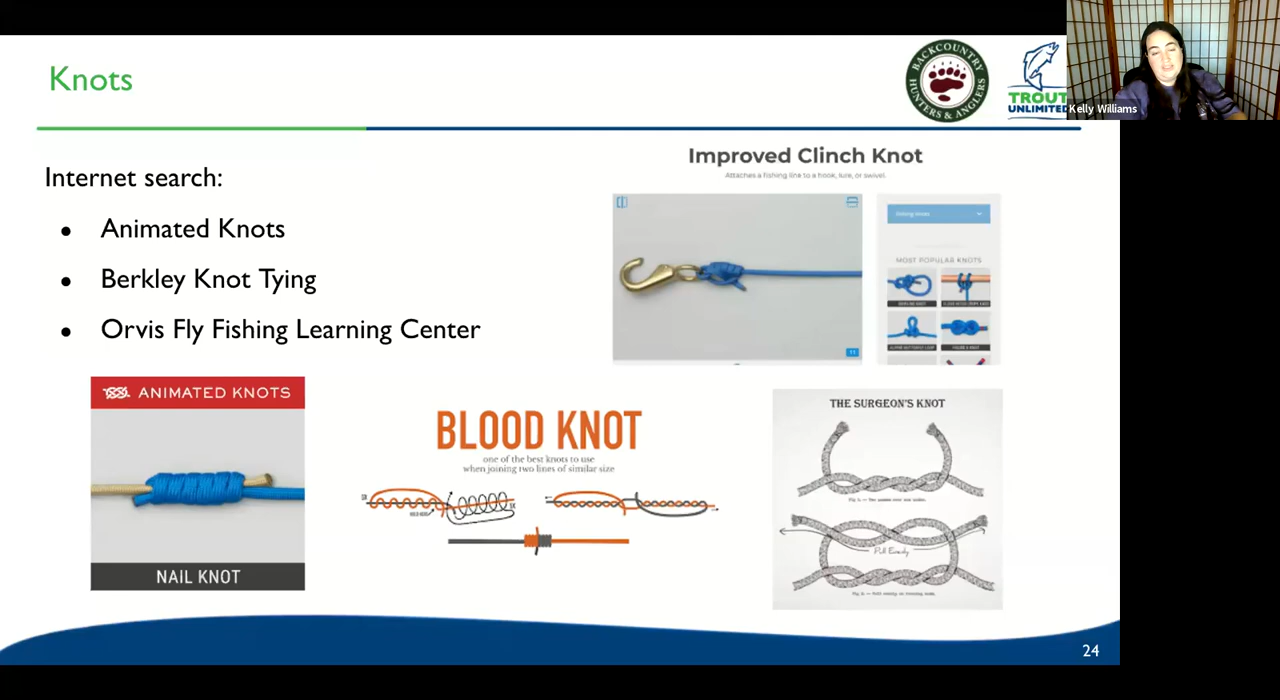 Knots
BACKCOUNTRY
HUNTERS & ANGLERS
TROUT
UNLIMITED
Kelly Williams
Internet search:
● Animated Knots
● Berkley Knot Tying
● Orvis Fly Fishing Learning Center
Improved Clinch Knot
Attaches a fishing line to a hook, lure, or swivel.
Fishing Knots
MOST POPULAR KNOTS
11
ANIMATED KNOTS
NAIL KNOT
BLOOD KNOT
one of the best knots to use
when joining two lines of similar size
THE SURGEON'S KNOT
Pull Evenly
24